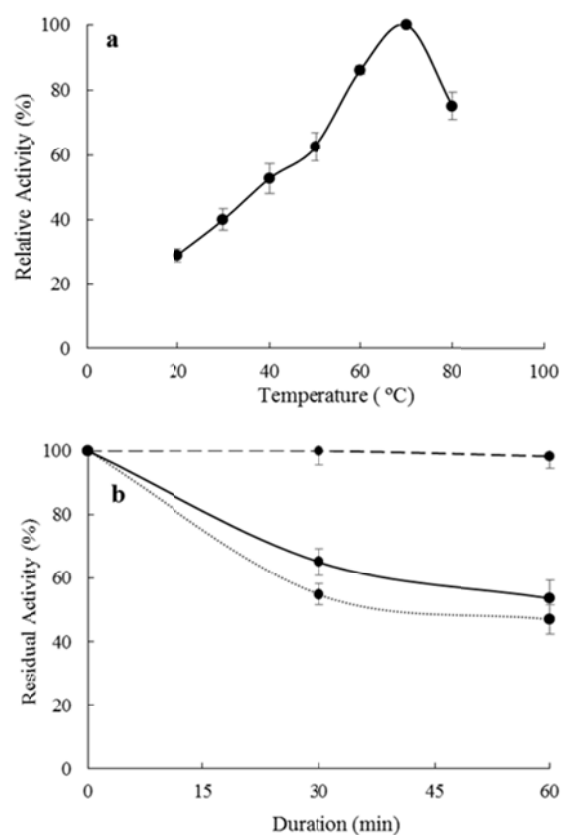 a
Relative Activity (%)
100
80
60
40
20
0
0 20 40 60 80 100
Temperature ( ºC)
b
Residual Activity (%)
100
80
60
40
20
0
0 15 30 45 60
Duration (min)